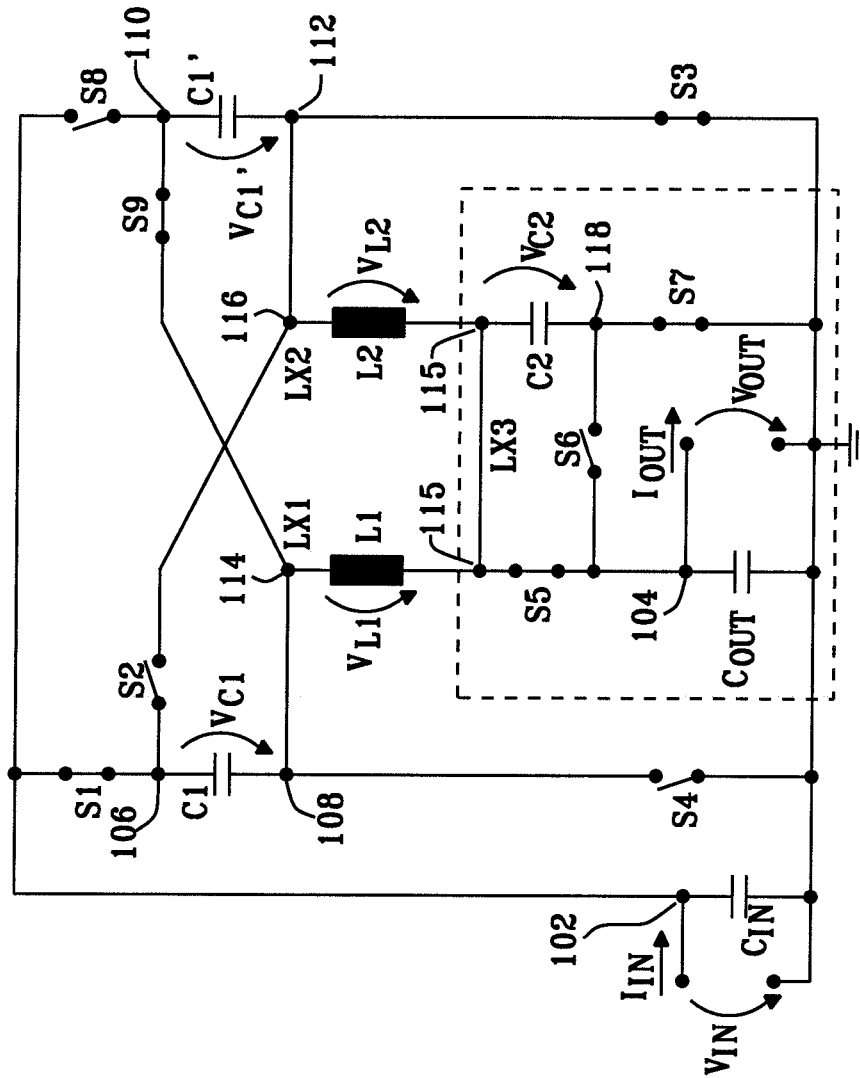 S8
110
C1'
VC1'
112
S9
S3
116
LX2
VL2
L2
115
VC2
C2
118
S7
LX3
S6
IOUT
VOUT
114
LX1
L1
VL1
115
S5
104
COUT
S2
VC1
S1
106
C1
108
S4
102
IIN
CIN
VIN